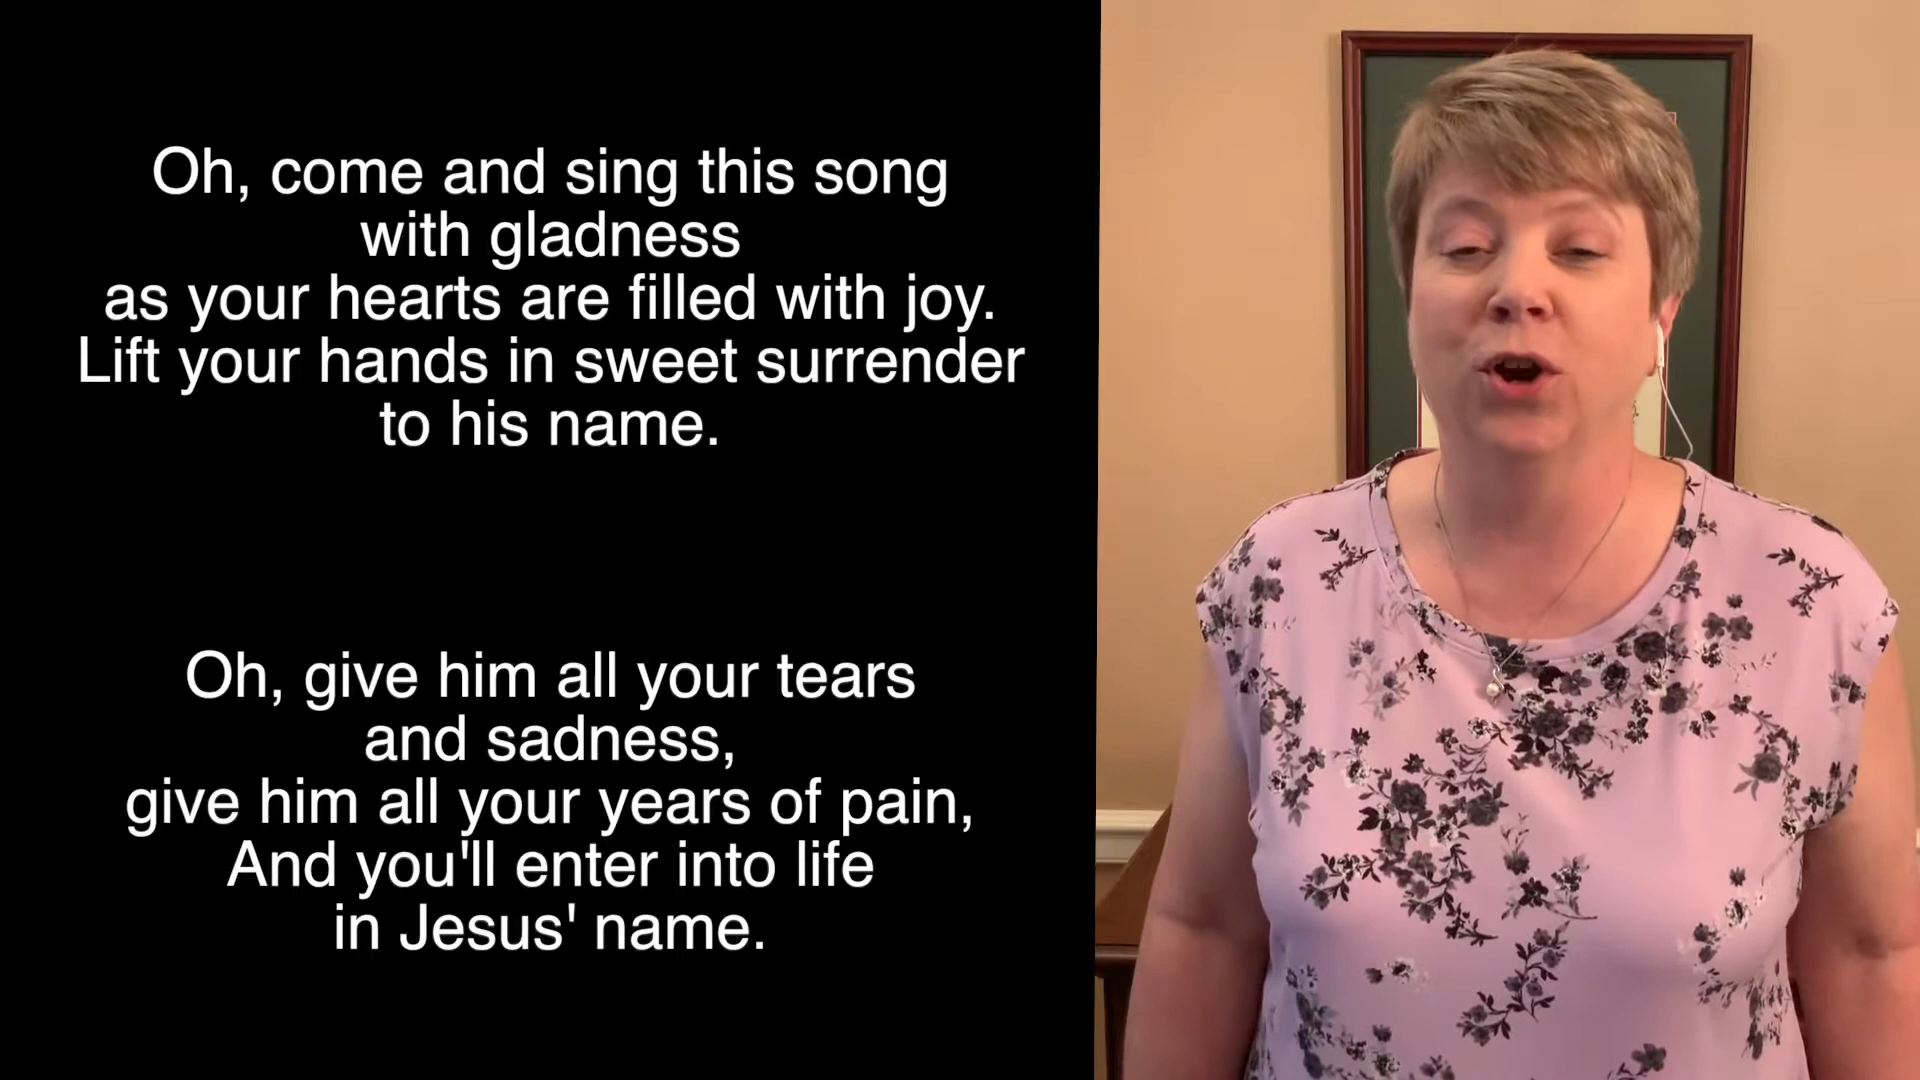 Oh, come and sing this song
with gladness
as your hearts are filled with joy.
Lift your hands in sweet surrender
to his name.
Oh, give him all your tears
and sadness,
give him all your years of pain,
And you'll enter into life
in Jesus' name.